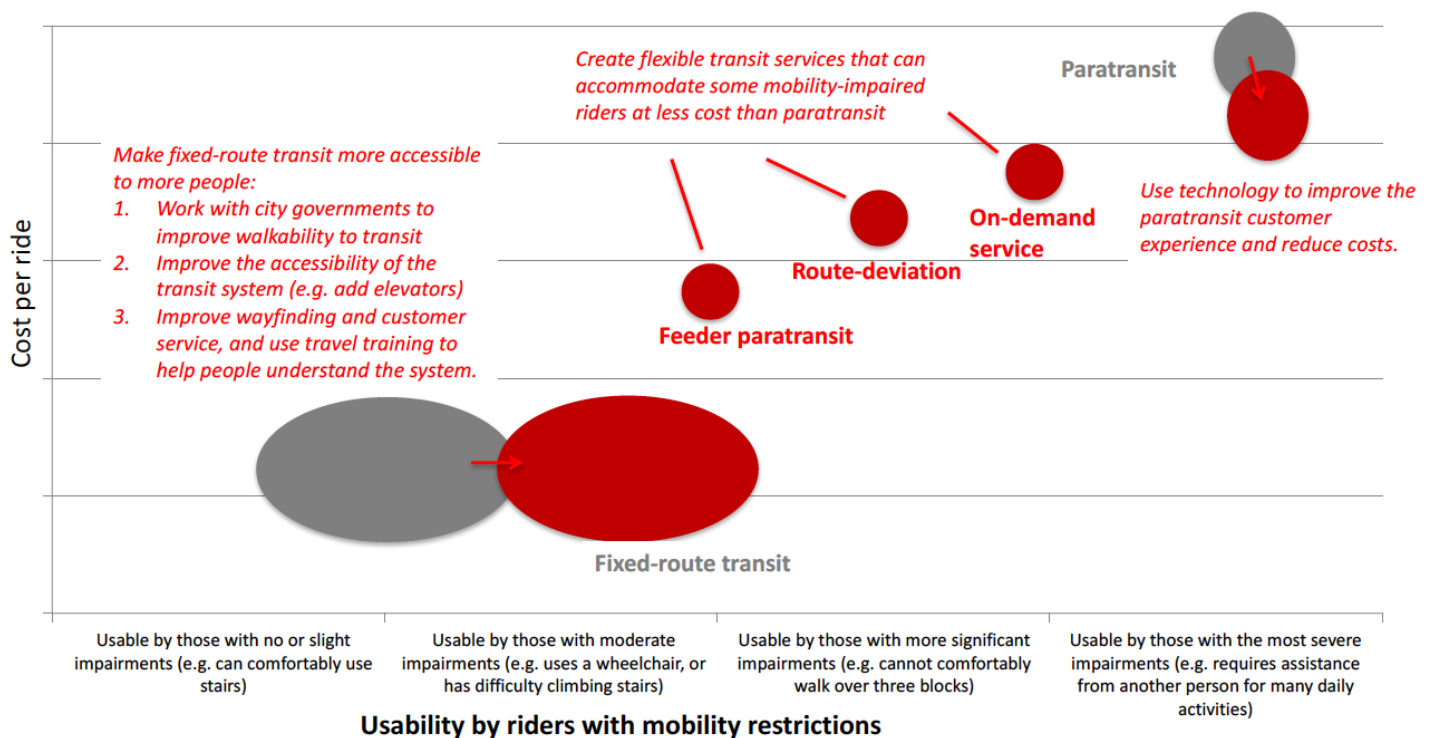 Create flexible transit services that can
accommodate some mobility-impaired
riders at less cost than paratransit
Paratransit
Make fixed-route transit more accessible
to more people:
1. Work with city governments to
improve walkability to transit
2. Improve the accessibility of the
transit system (e.g. add elevators)
3. Improve wayfinding and customer
service, and use travel training to
help people understand the system.
Use technology to improve the
paratransit customer
experience and reduce costs.
On-demand
service
Route-deviation
Feeder paratransit
Fixed-route transit
Cost per ride
Usable by those with no or slight
impairments (e.g. can comfortably use
stairs)
Usable by those with moderate
impairments (e.g. uses a wheelchair, or
has difficulty climbing stairs)
Usable by those with more significant
impairments (e.g. cannot comfortably
walk over three blocks)
Usable by those with the most severe
impairments (e.g. requires assistance
from another person for many daily
activities)
Usability by riders with mobility restrictions